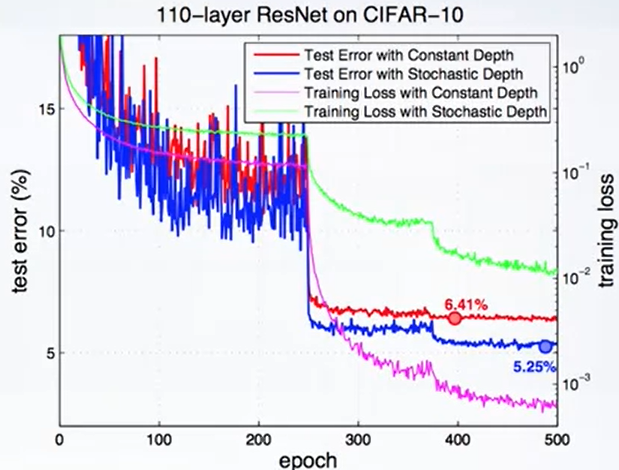 110-layer ResNet on CIFAR-10
Test Error with Constant Depth
Test Error with Stochastic Depth
Training Loss with Constant Depth
Training Loss with Stochastic Depth
test error (%)
15
10
5
10⁰
10⁻¹
10⁻²
10⁻³
training loss
6.41%
5.25%
0
100
200
300
400
500
epoch